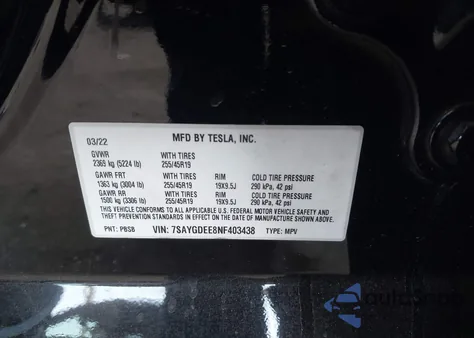 03/22 MFD BY TESLA, INC.
GVWR WITH TIRES
2369 kg (5224 lb) 255/45R19
GAWR FRT WITH TIRES RIM COLD TIRE PRESSURE
1363 kg (3004 lb) 255/45R19 19X9.5J 290 kPa, 42 psi
GAWR RR WITH TIRES RIM COLD TIRE PRESSURE
1500 kg (3306 lb) 255/45R19 19X9.5J 290 kPa, 42 psi
THIS VEHICLE CONFORMS TO ALL APPLICABLE U.S. FEDERAL MOTOR VEHICLE SAFETY AND
THEFT PREVENTION STANDARDS IN EFFECT ON THE DATE OF MANUFACTURE SHOWN ABOVE.
PNT: PBSB VIN: 7SAYGDEE8NF403438 TYPE: MPV